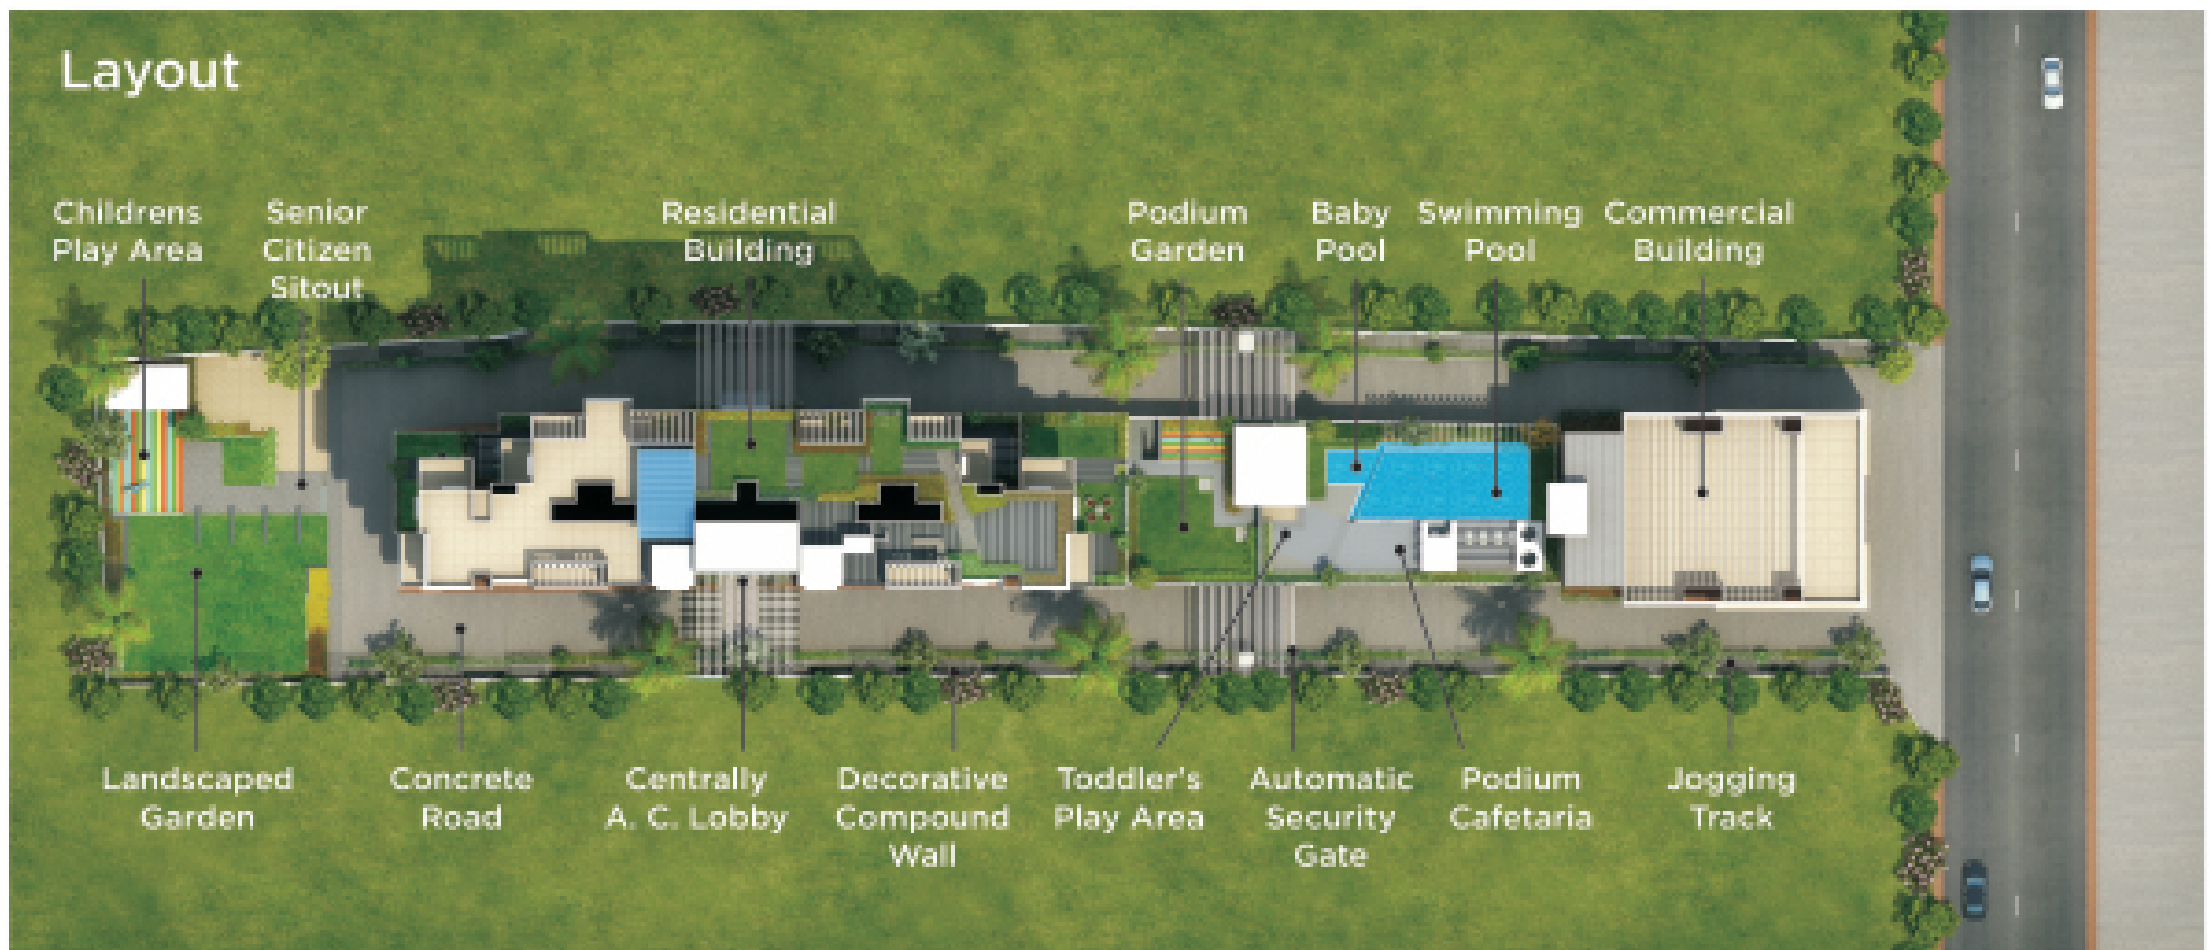 Layout
Childrens
Play Area
Senior
Citizen
Sitout
Residential
Building
Podium
Garden
Baby
Pool
Swimming
Pool
Commercial
Building
Landscaped
Garden
Concrete
Road
Centrally
A. C. Lobby
Decorative
Compound
Wall
Toddler's
Play Area
Automatic
Security
Gate
Podium
Cafetaria
Jogging
Track